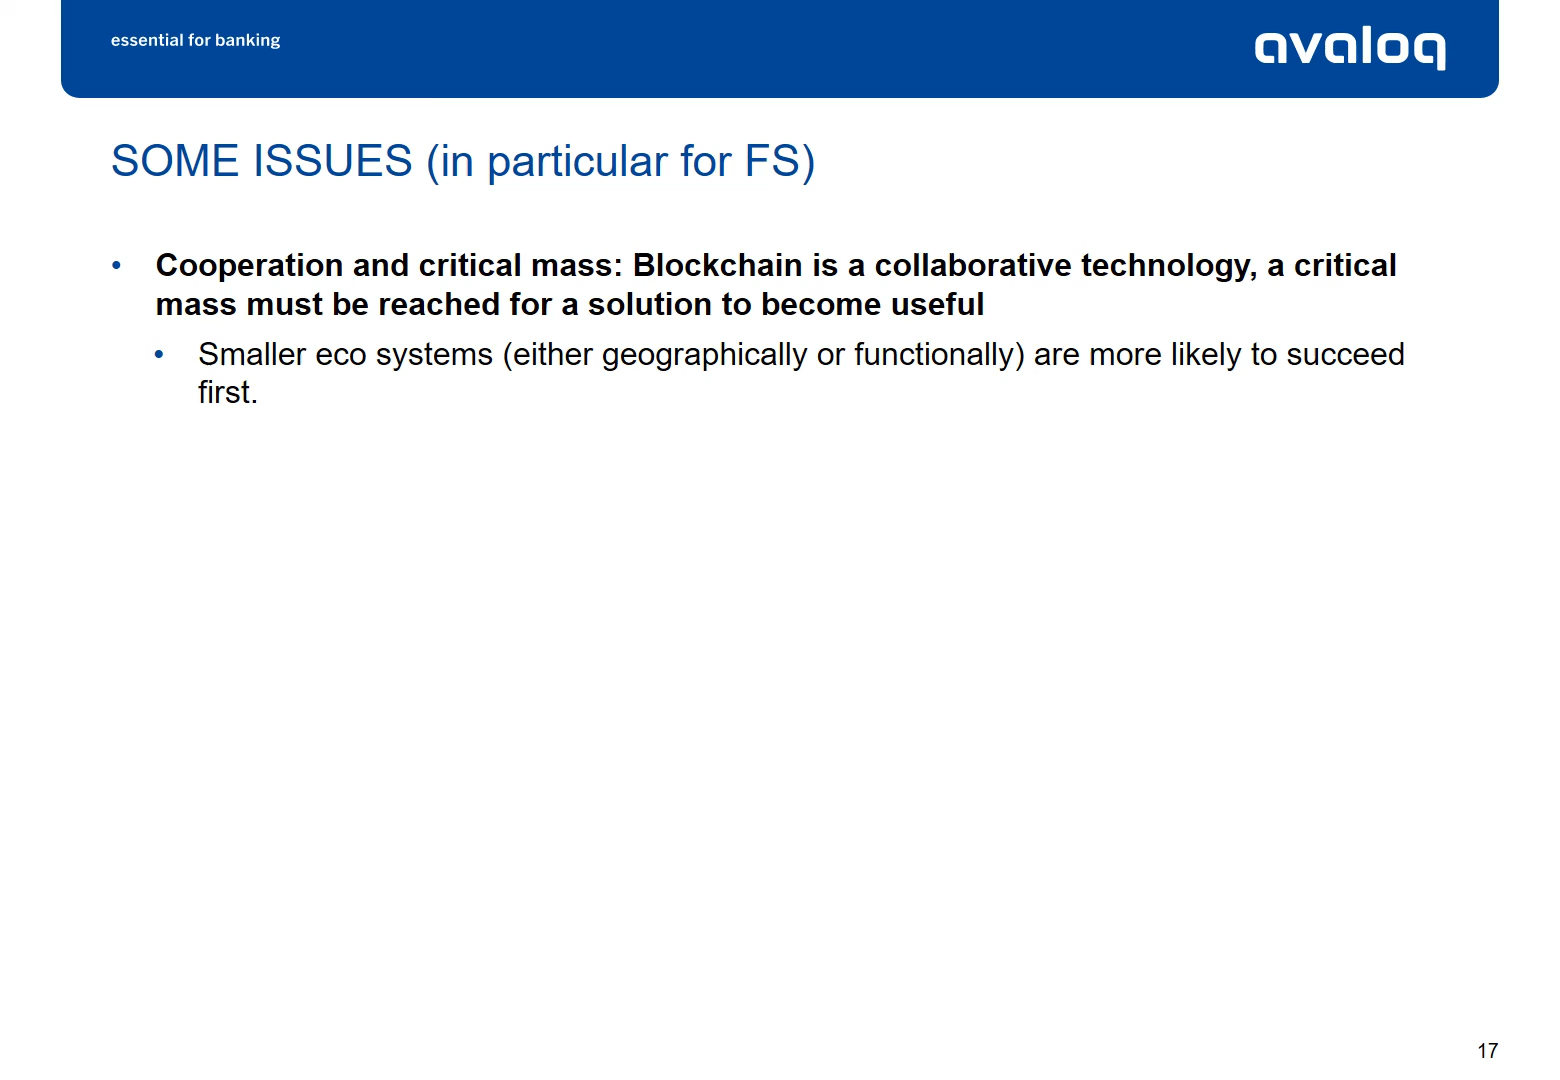 essential for banking
avaloq
SOME ISSUES (in particular for FS)
• Cooperation and critical mass: Blockchain is a collaborative technology, a critical
mass must be reached for a solution to become useful
• Smaller eco systems (either geographically or functionally) are more likely to succeed
first.
17